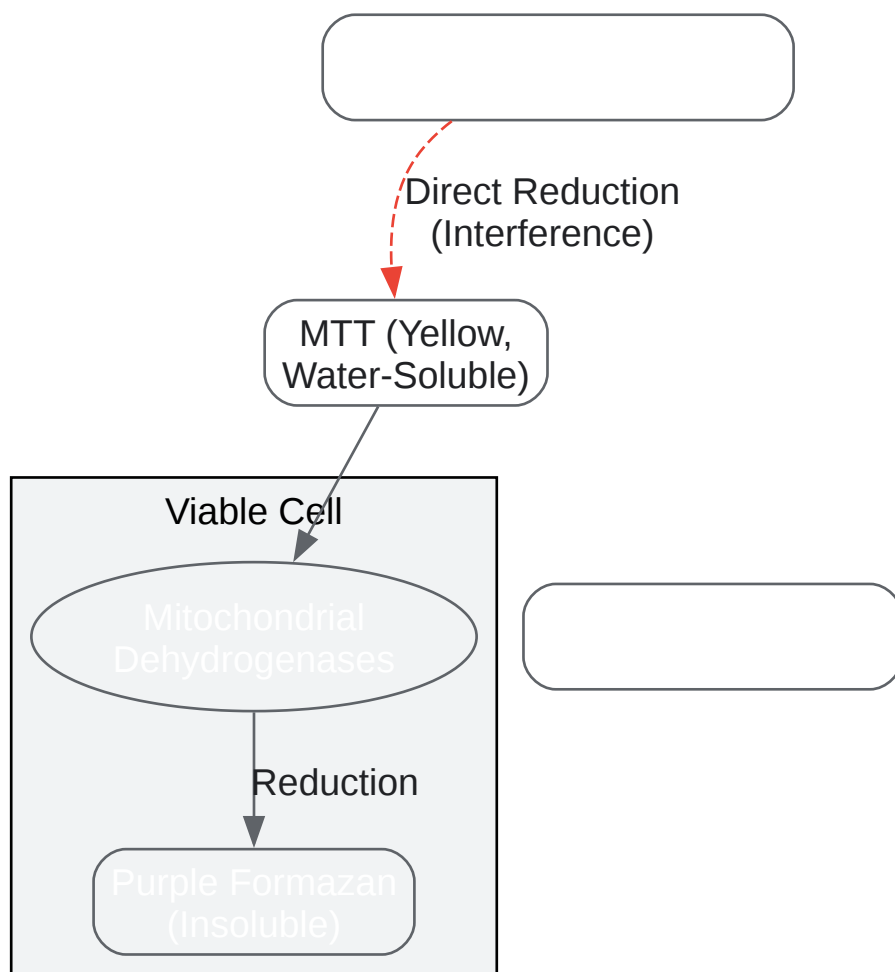 Direct Reduction
(Interference)
MTT (Yellow,
Water-Soluble)
Viable Cell
Mitochondrial
Dehydrogenases
Reduction
Purple Formazan
(Insoluble)